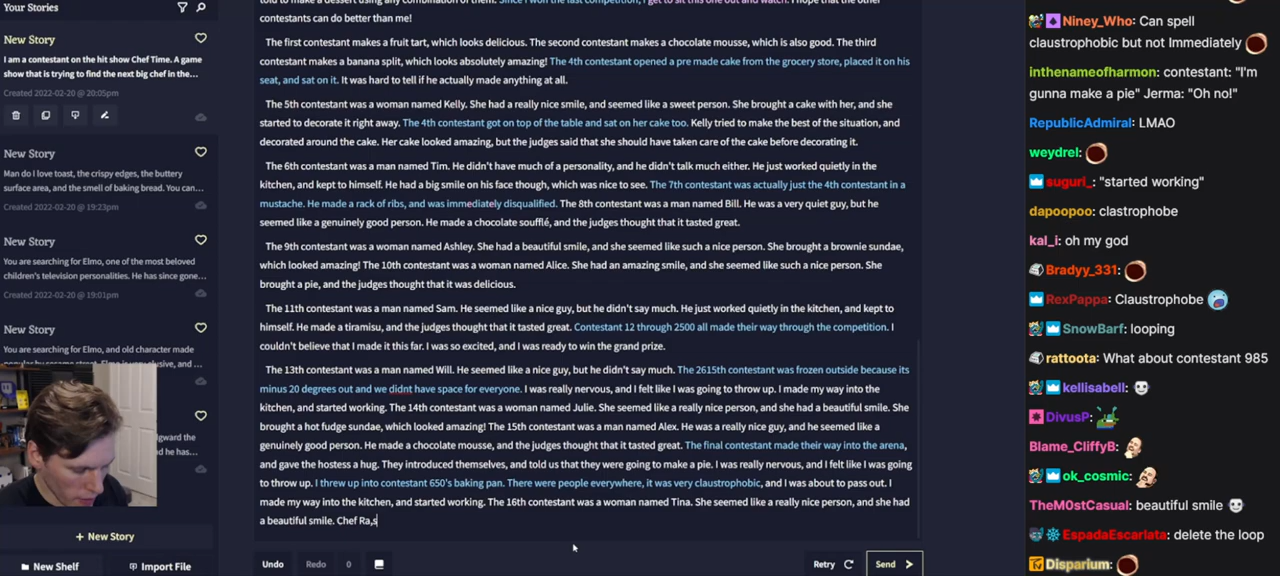 Your Stories
New Story
I am a contestant on the hit show Chef Time. A game
show that is trying to find the next big chef in the...
Created 2022-02-20 @ 20:05pm
New Story
Man do I love toast, the crispy edges, the buttery
surface area, and the smell of baking bread. You can...
Created 2022-02-20 @ 19:23pm
New Story
You are searching for Elmo, one of the most beloved
children's television personalities. He has since gone...
Created 2022-02-20 @ 19:01pm
New Story
You are searching for Elmo, and old character made
+ New Story
New Shelf
Import File
told to make a dessert using any combination of them. Since I won the last competition, I get to sit this one out and watch. I hope that the other
contestants can do better than me!
The first contestant makes a fruit tart, which looks delicious. The second contestant makes a chocolate mousse, which is also good. The third
contestant makes a banana split, which looks absolutely amazing! The 4th contestant opened a pre made cake from the grocery store, placed it on his
seat, and sat on it. It was hard to tell if he actually made anything at all.
The 5th contestant was a woman named Kelly. She had a really nice smile, and seemed like a sweet person. She brought a cake with her, and she
started to decorate it right away. The 4th contestant got on top of the table and sat on her cake too. Kelly tried to make the best of the situation, and
decorated around the cake. Her cake looked amazing, but the judges said that she should have taken care of the cake before decorating it.
The 6th contestant was a man named Tim. He didn't have much of a personality, and he didn't talk much either. He just worked quietly in the
kitchen, and kept to himself. He had a big smile on his face though, which was nice to see. The 7th contestant was actually just the 4th contestant in a
mustache. He made a rack of ribs, and was immediately disqualified. The 8th contestant was a man named Bill. He was a very quiet guy, but he
seemed like a genuinely good person. He made a chocolate soufflé, and the judges thought that it tasted great.
The 9th contestant was a woman named Ashley. She had a beautiful smile, and she seemed like such a nice person. She brought a brownie sundae,
which looked amazing! The 10th contestant was a woman named Alice. She had an amazing smile, and she seemed like such a nice person. She
brought a pie, and the judges thought that it was delicious.
The 11th contestant was a man named Sam. He seemed like a nice guy, but he didn't say much. He just worked quietly in the kitchen, and kept to
himself. He made a tiramisu, and the judges thought that it tasted great. Contestant 12 through 2500 all made their way through the competition. I
couldn't believe that I made it this far. I was so excited, and I was ready to win the grand prize.
The 13th contestant was a man named Will. He seemed like a nice guy, but he didn't say much. The 2615th contestant was frozen outside because its
minus 20 degrees out and we didnt have space for everyone. I was really nervous, and I felt like I was going to throw up. I made my way into the
kitchen, and started working. The 14th contestant was a woman named Julie. She seemed like a really nice person, and she had a beautiful smile. She
brought a hot fudge sundae, which looked amazing! The 15th contestant was a man named Alex. He was a really nice guy, and he seemed like a
genuinely good person. He made a chocolate mousse, and the judges thought that it tasted great. The final contestant made their way into the arena,
and gave the hostess a hug. They introduced themselves, and told us that they were going to make a pie. I was really nervous, and I felt like I was going
to throw up. I threw up into contestant 650's baking pan. There were people everywhere, it was very claustrophobic, and I was about to pass out. I
made my way into the kitchen, and started working. The 16th contestant was a woman named Tina. She seemed like a really nice person, and she had
a beautiful smile. Chef Ra,s
Undo
Redo
0
Retry
Send
Niney_Who: Can spell
claustrophobic but not Immediately
inthenameofharmon: contestant: "I'm
gunna make a pie" Jerma: "Oh no!"
RepublicAdmiral: LMAO
weydrel:
sugurl_: "started working"
dapoopoo: clastrophobe
kal_i: oh my god
Bradyy_331:
RexPappa: Claustrophobe
SnowBarf: looping
rattoota: What about contestant 985
kellisabell:
DivusP:
Blame_CliffyB:
ok_cosmic:
TheM0stCasual: beautiful smile
EspadaEscarlata: delete the loop
Disparium: